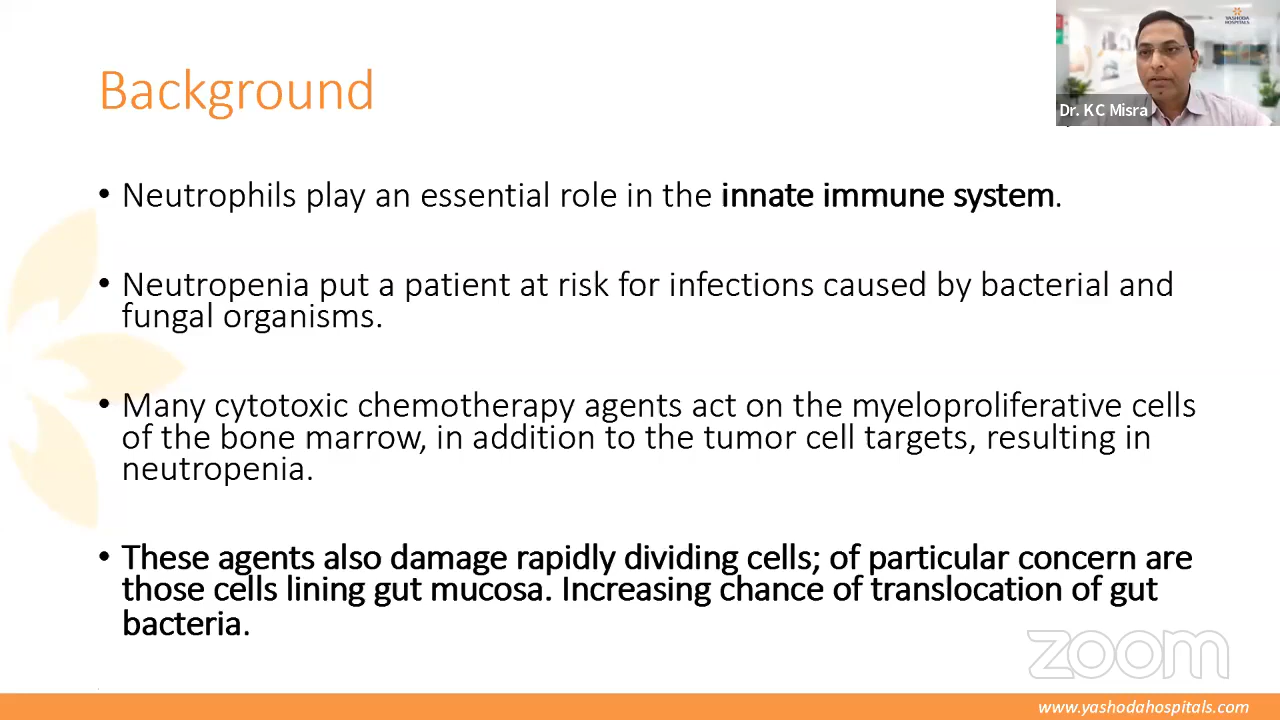 YASHODA
HOSPITALS
Dr. KC Misra
Background
• Neutrophils play an essential role in the innate immune system.
• Neutropenia put a patient at risk for infections caused by bacterial and
fungal organisms.
• Many cytotoxic chemotherapy agents act on the myeloproliferative cells
of the bone marrow, in addition to the tumor cell targets, resulting in
neutropenia.
• These agents also damage rapidly dividing cells; of particular concern are
those cells lining gut mucosa. Increasing chance of translocation of gut
bacteria.
zoom
www.yashodahospitals.com